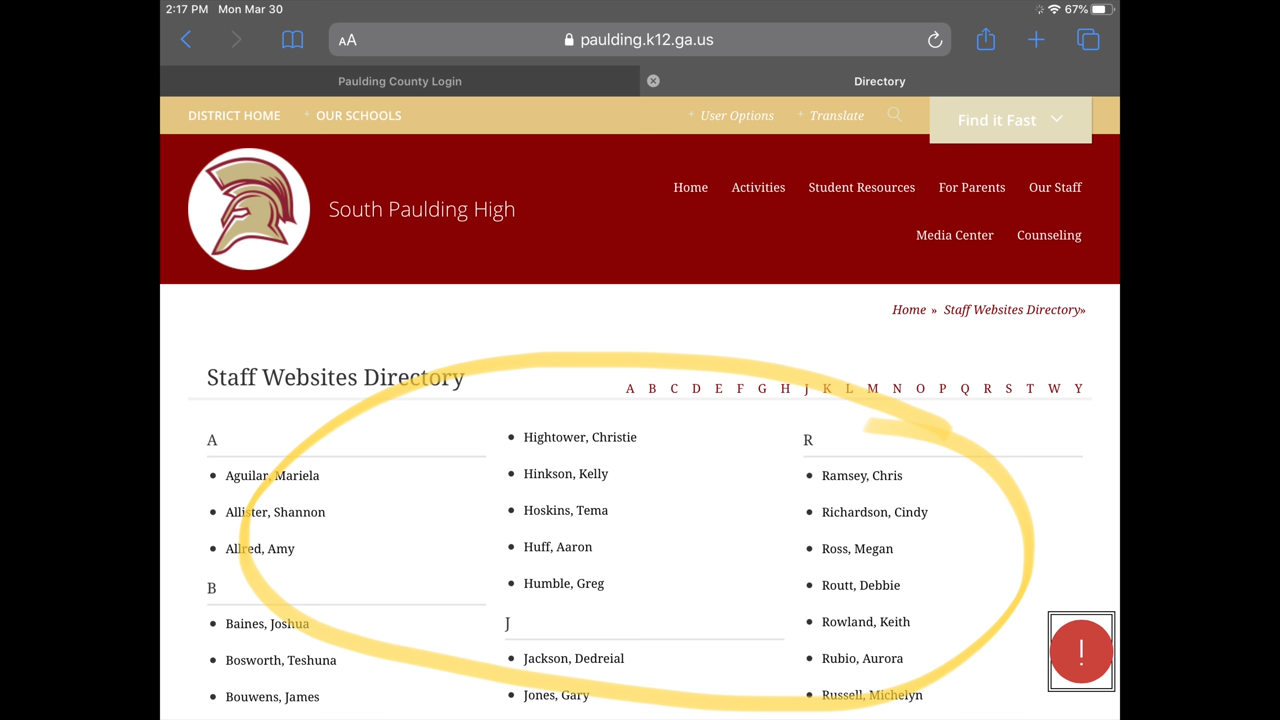 2:17 PM Mon Mar 30
67%
AA
paulding.k12.ga.us
Paulding County Login
Directory
DISTRICT HOME + OUR SCHOOLS
+ User Options + Translate
Find it Fast
South Paulding High
Home Activities Student Resources For Parents Our Staff
Media Center Counseling
Home » Staff Websites Directory»
Staff Websites Directory
A B C D E F G H J K L M N O P Q R S T W Y
A
• Aguilar, Mariela
• Allister, Shannon
• Allred, Amy
B
• Baines, Joshua
• Bosworth, Teshuna
• Bouwens, James
• Hightower, Christie
• Hinkson, Kelly
• Hoskins, Tema
• Huff, Aaron
• Humble, Greg
J
• Jackson, Dedreial
• Jones, Gary
R
• Ramsey, Chris
• Richardson, Cindy
• Ross, Megan
• Routt, Debbie
• Rowland, Keith
• Rubio, Aurora
• Russell, Michelyn
!